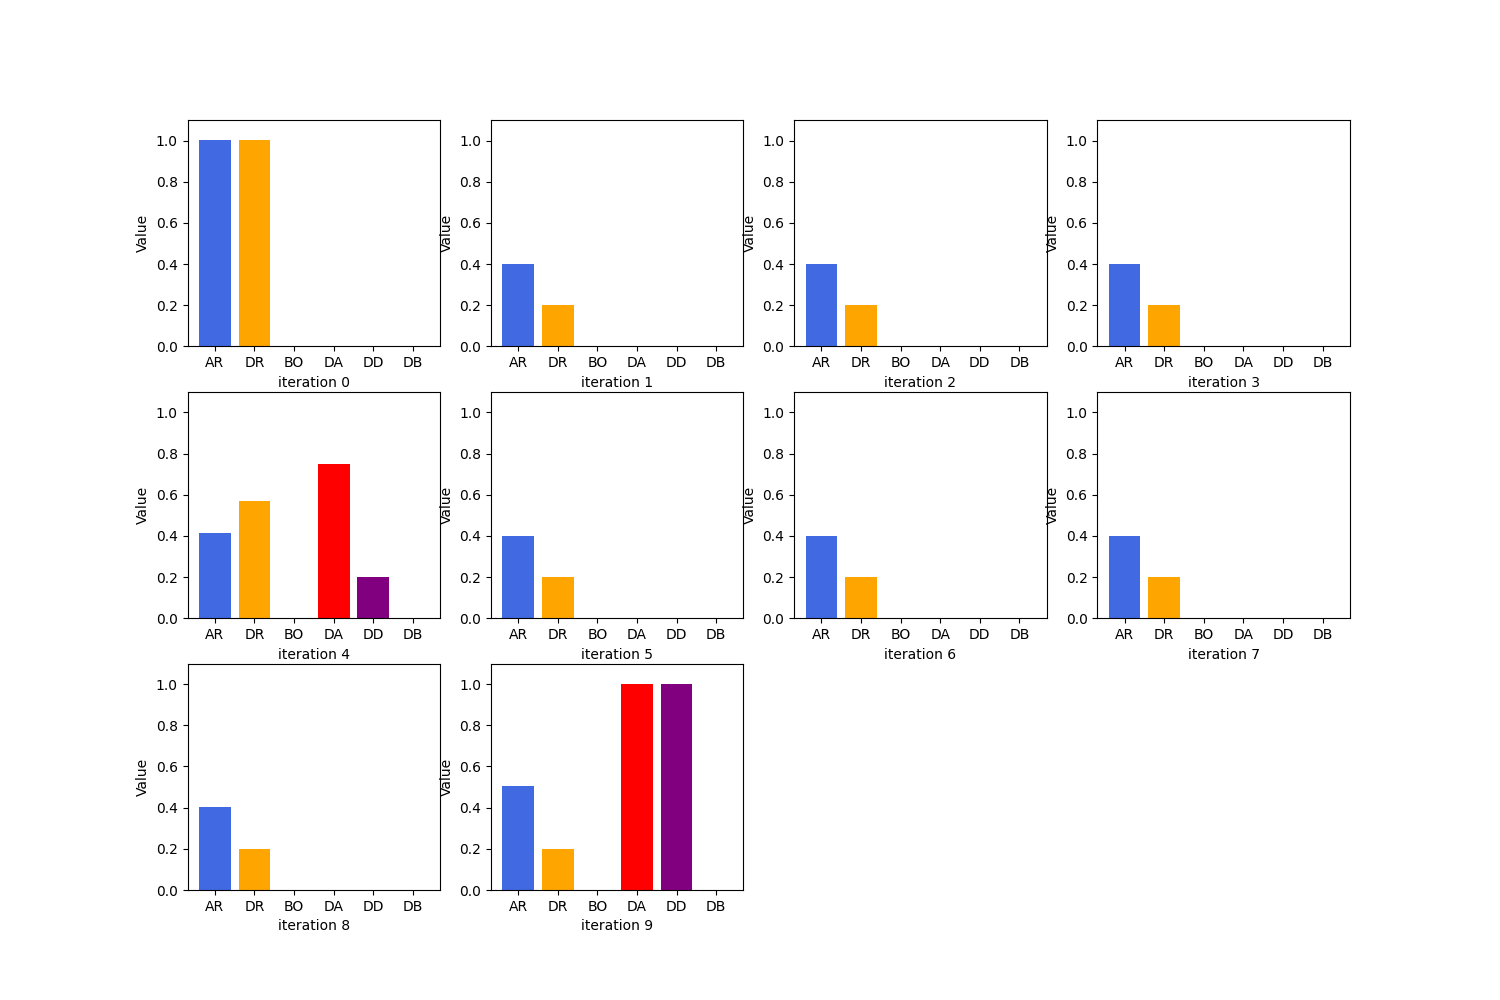 1.0 1.0 1.0 1.0
0.8 0.8 0.8 0.8
0.6 0.6 0.6 0.6
Value Value Value Value
0.4 0.4 0.4 0.4
0.2 0.2 0.2 0.2
0.0 0.0 0.0 0.0
AR DR BO DA DD DB AR DR BO DA DD DB AR DR BO DA DD DB AR DR BO DA DD DB
iteration 0 iteration 1 iteration 2 iteration 3
1.0 1.0 1.0 1.0
0.8 0.8 0.8 0.8
0.6 0.6 0.6 0.6
Value Value Value Value
0.4 0.4 0.4 0.4
0.2 0.2 0.2 0.2
0.0 0.0 0.0 0.0
AR DR BO DA DD DB AR DR BO DA DD DB AR DR BO DA DD DB AR DR BO DA DD DB
iteration 4 iteration 5 iteration 6 iteration 7
1.0 1.0
0.8 0.8
0.6 0.6
Value Value
0.4 0.4
0.2 0.2
0.0 0.0
AR DR BO DA DD DB AR DR BO DA DD DB
iteration 8 iteration 9